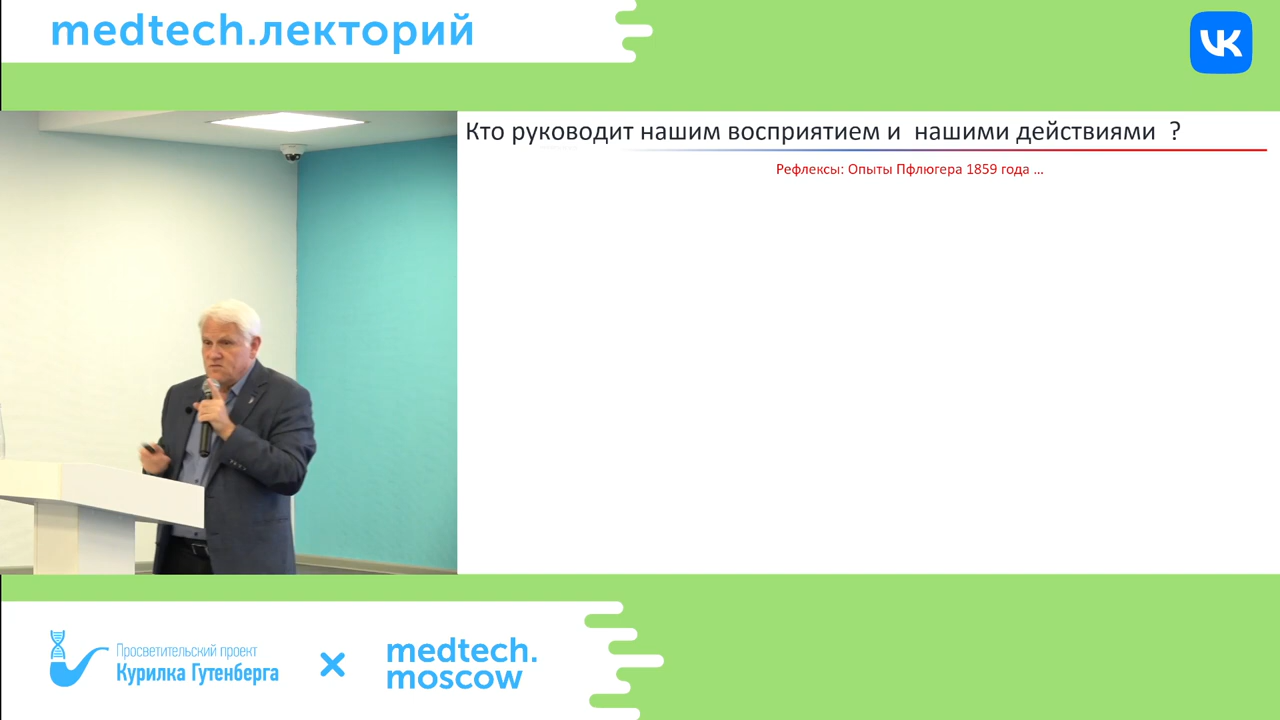 medtech.лекторий
VK
Кто руководит нашим восприятием и нашими действиями ?
Рефлексы: Опыты Пфлюгера 1859 года ...
Просветительский проект
Курилка Гутенберга
×
medtech.
moscow